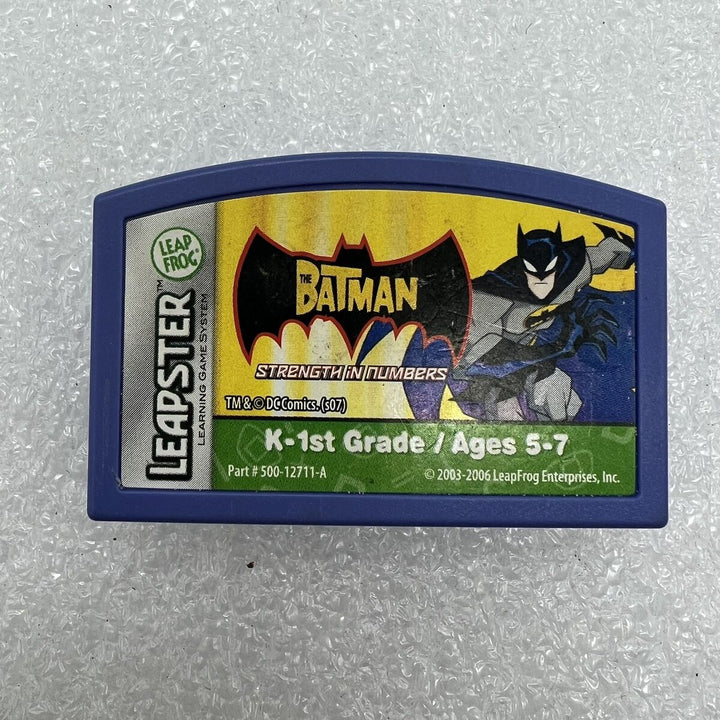 LEAP
FROG
LEAPSTER™
LEARNING GAME SYSTEM
THE
BATMAN
STRENGTH IN NUMBERS
TM & © DC Comics. (s07)
K-1st Grade / Ages 5-7
Part # 500-12711-A
© 2003-2006 LeapFrog Enterprises, Inc.